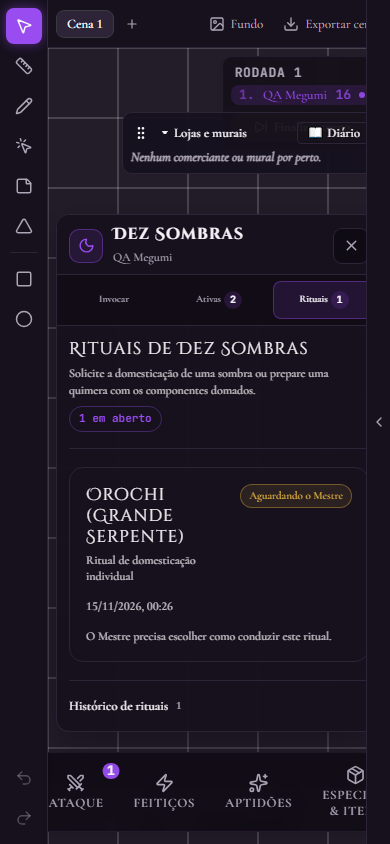 Cena 1
Fundo
Exportar
RODADA 1
1. QA Megumi 16
Lojas e murais
Diário
Nenhum comerciante ou mural por perto.
Dez Sombras
QA Megumi
Invocar
Ativas 2
Rituais 1
Rituais de Dez Sombras
Solicite a domesticação de uma sombra ou prepare uma
quimera com os componentes domados.
1 em aberto
Orochi
(Grande
Serpente)
Aguardando o Mestre
Ritual de domesticação
individual
15/11/2026, 00:26
O Mestre precisa escolher como conduzir este ritual.
Histórico de rituais 1
1
ATAQUE
FEITIÇOS
APTIDÕES